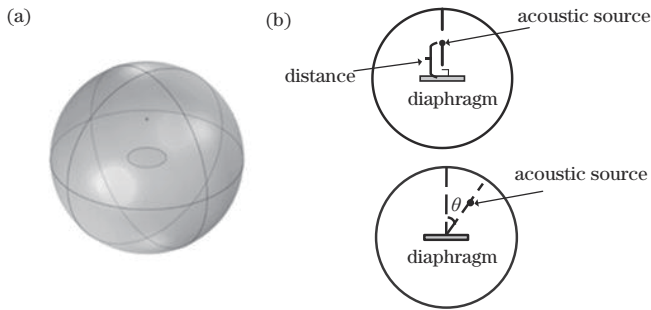 (a)
(b)
acoustic source
distance
diaphragm
acoustic source
θ
diaphragm